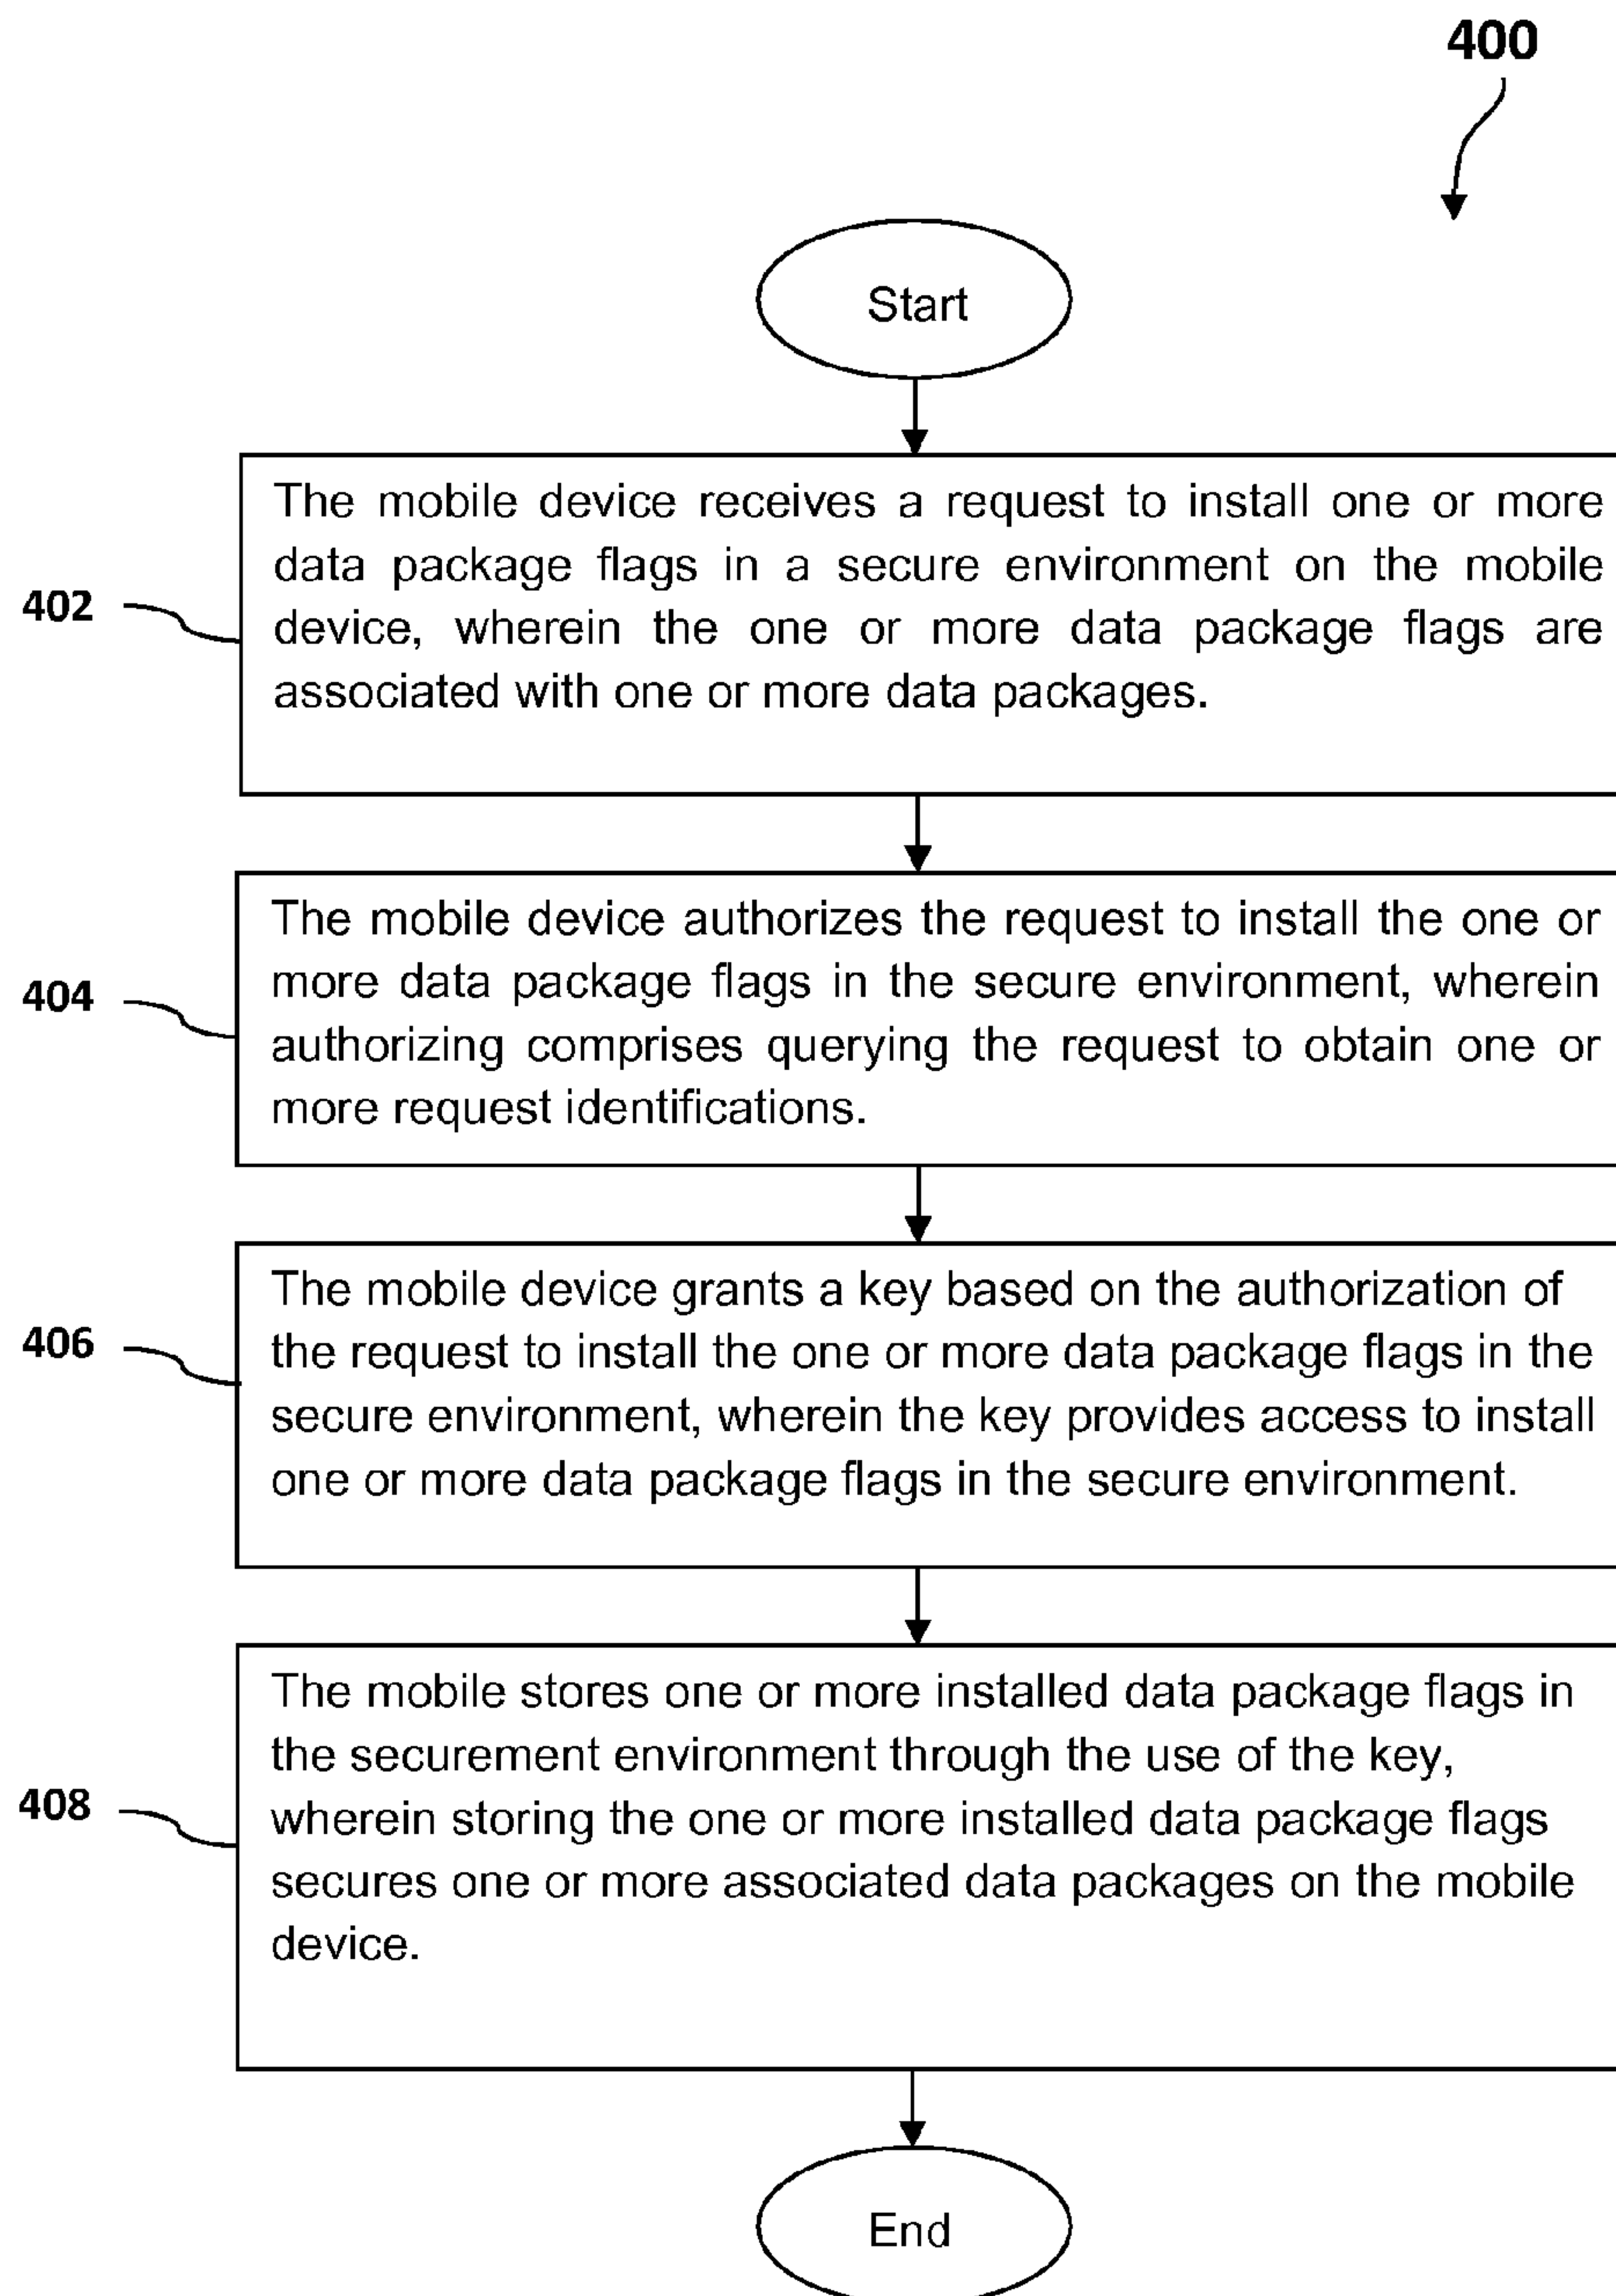 400
Start
The mobile device receives a request to install one or more
data package flags in a secure environment on the mobile
device, wherein the one or more data package flags are
associated with one or more data packages.
402
The mobile device authorizes the request to install the one or
more data package flags in the secure environment, wherein
authorizing comprises querying the request to obtain one or
more request identifications.
404
The mobile device grants a key based on the authorization of
the request to install the one or more data package flags in the
secure environment, wherein the key provides access to install
one or more data package flags in the secure environment.
406
The mobile stores one or more installed data package flags in
the securement environment through the use of the key,
wherein storing the one or more installed data package flags
secures one or more associated data packages on the mobile
device.
408
End